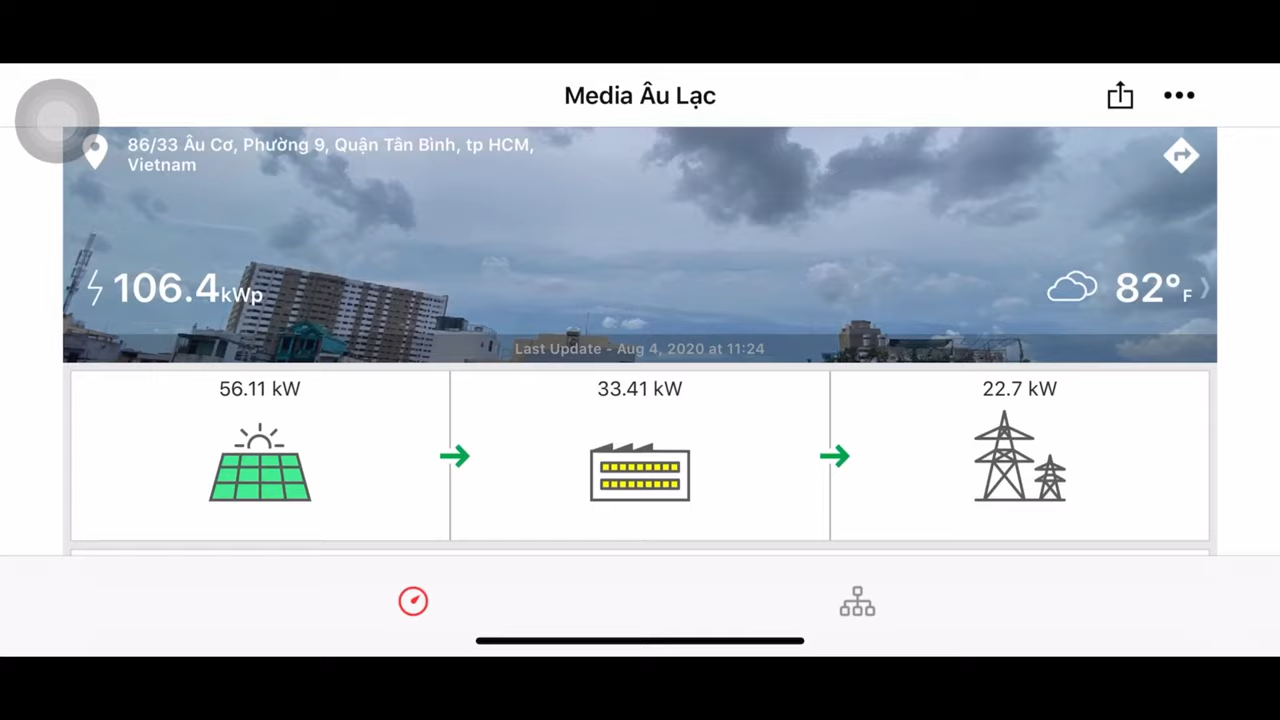 Media Âu Lạc
86/33 Âu Cơ, Phường 9, Quận Tân Bình, tp HCM,
Vietnam
106.4kWp
82°F
Last Update - Aug 4, 2020 at 11:24
56.11 kW
33.41 kW
22.7 kW